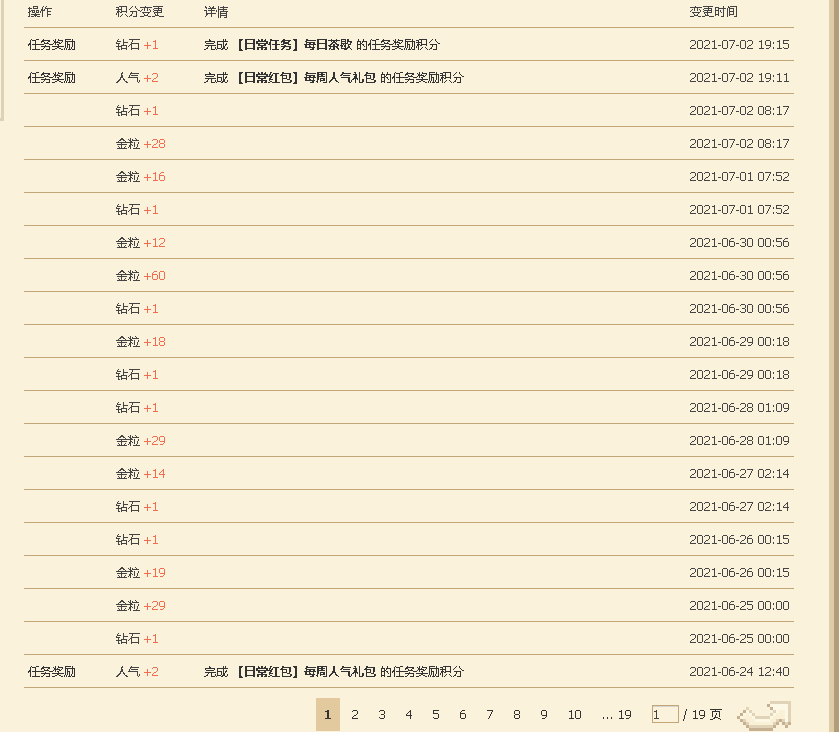 操作 积分变更 详情 变更时间
任务奖励 钻石 +1 完成 【日常任务】每日茶歇 的任务奖励积分 2021-07-02 19:15
任务奖励 人气 +2 完成 【日常红包】每周人气礼包 的任务奖励积分 2021-07-02 19:11
钻石 +1 2021-07-02 08:17
金粒 +28 2021-07-02 08:17
金粒 +16 2021-07-01 07:52
钻石 +1 2021-07-01 07:52
金粒 +12 2021-06-30 00:56
金粒 +60 2021-06-30 00:56
钻石 +1 2021-06-30 00:56
金粒 +18 2021-06-29 00:18
钻石 +1 2021-06-29 00:18
钻石 +1 2021-06-28 01:09
金粒 +29 2021-06-28 01:09
金粒 +14 2021-06-27 02:14
钻石 +1 2021-06-27 02:14
钻石 +1 2021-06-26 00:15
金粒 +19 2021-06-26 00:15
金粒 +29 2021-06-25 00:00
钻石 +1 2021-06-25 00:00
任务奖励 人气 +2 完成 【日常红包】每周人气礼包 的任务奖励积分 2021-06-24 12:40
1 2 3 4 5 6 7 8 9 10 ... 19 1 / 19 页